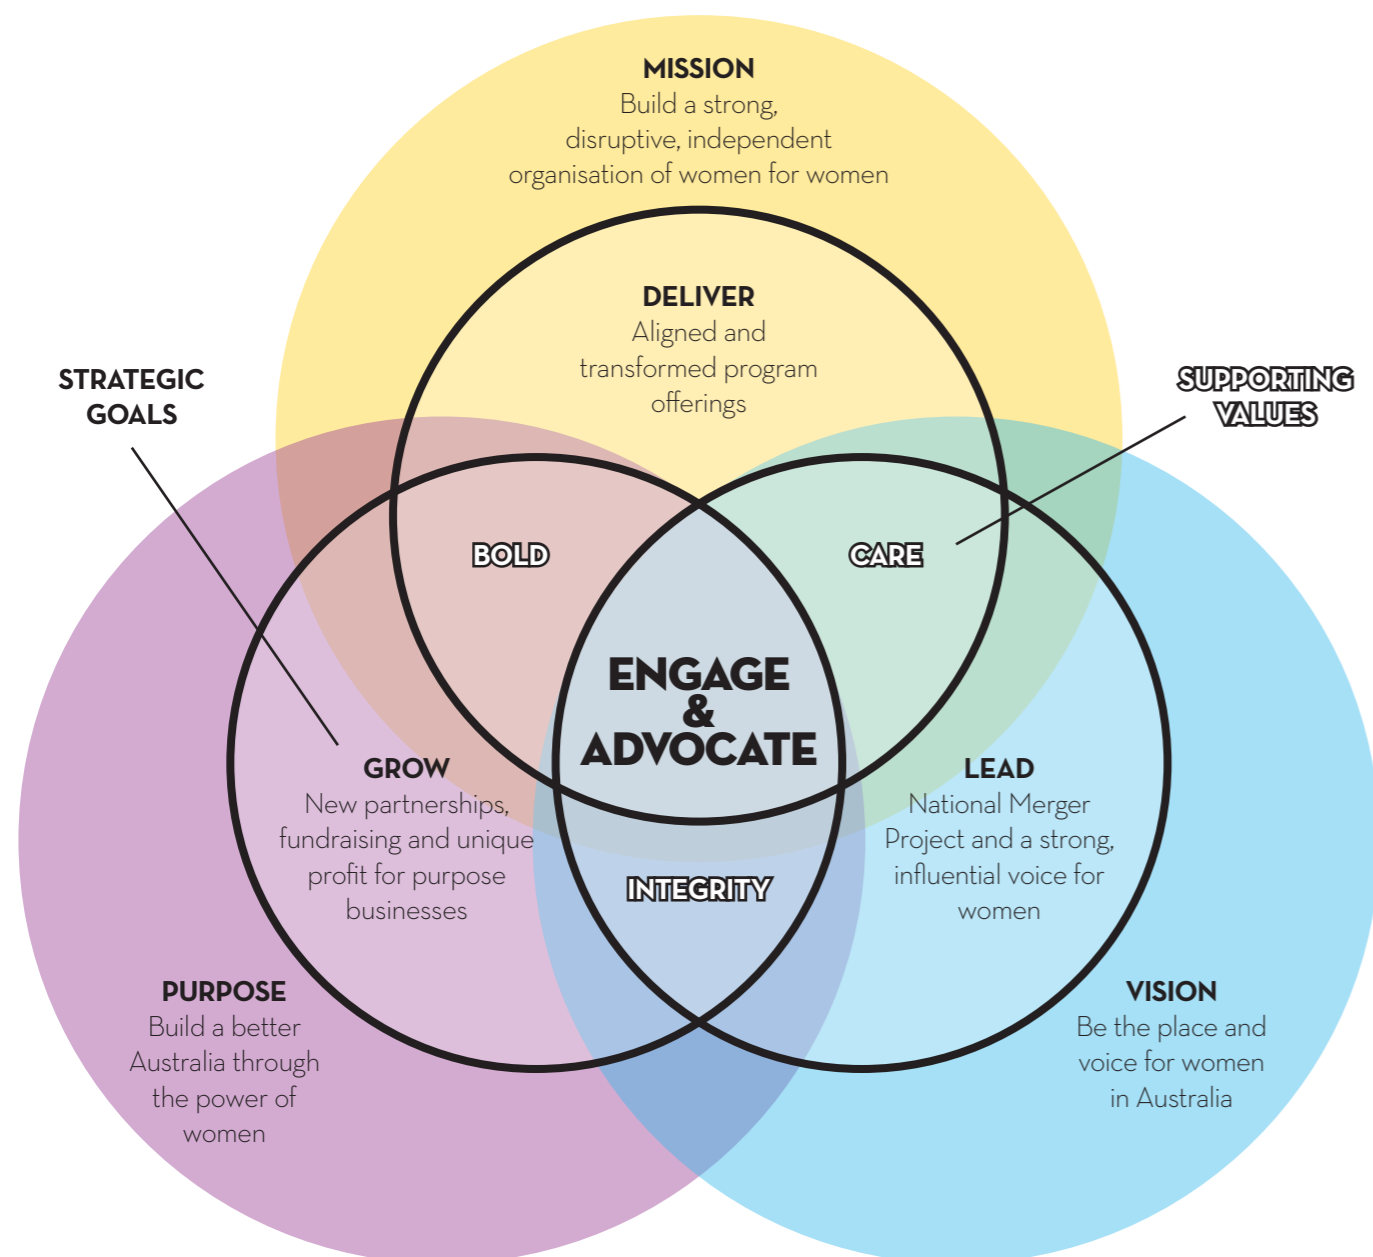 MISSION
Build a strong,
disruptive, independent
organisation of women for women
DELIVER
Aligned and
transformed program
offerings
STRATEGIC
GOALS
SUPPORTING
VALUES
BOLD
CARE
ENGAGE
&
ADVOCATE
GROW
New partnerships,
fundraising and unique
profit for purpose
businesses
LEAD
National Merger
Project and a strong,
influential voice for
women
INTEGRITY
PURPOSE
Build a better
Australia through
the power of
women
VISION
Be the place and
voice for women
in Australia